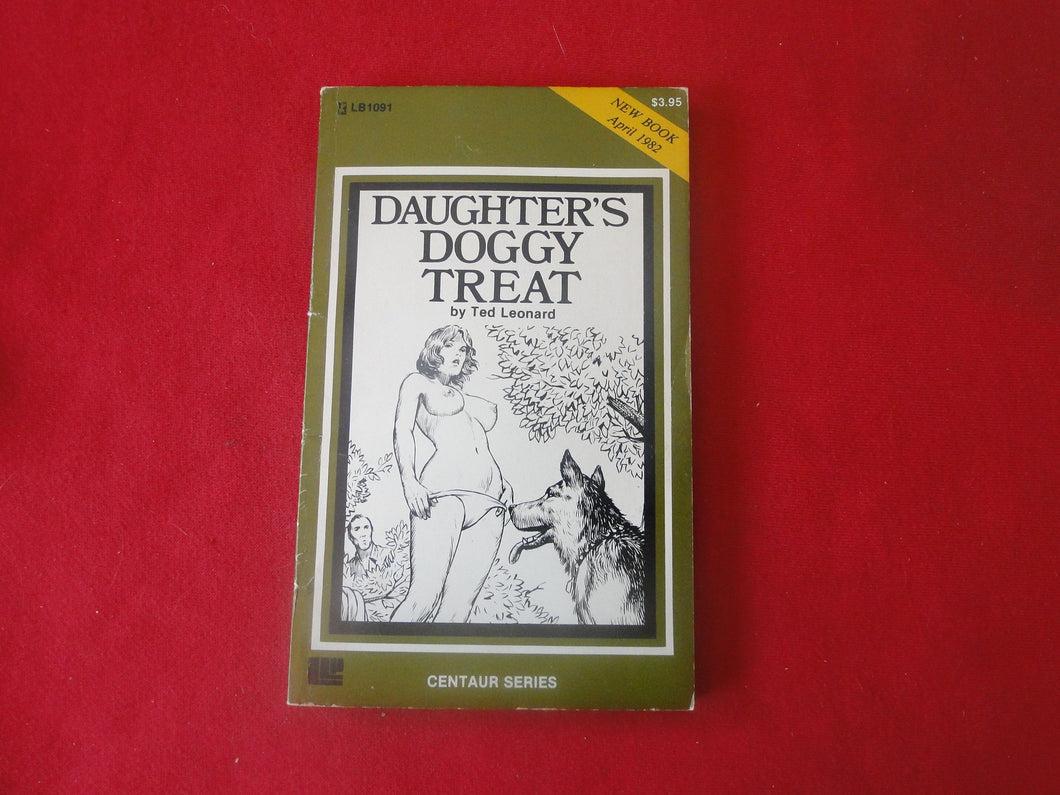 LB1091
$3.95
NEW BOOK
April 1982
DAUGHTER'S
DOGGY
TREAT
by Ted Leonard
CENTAUR SERIES